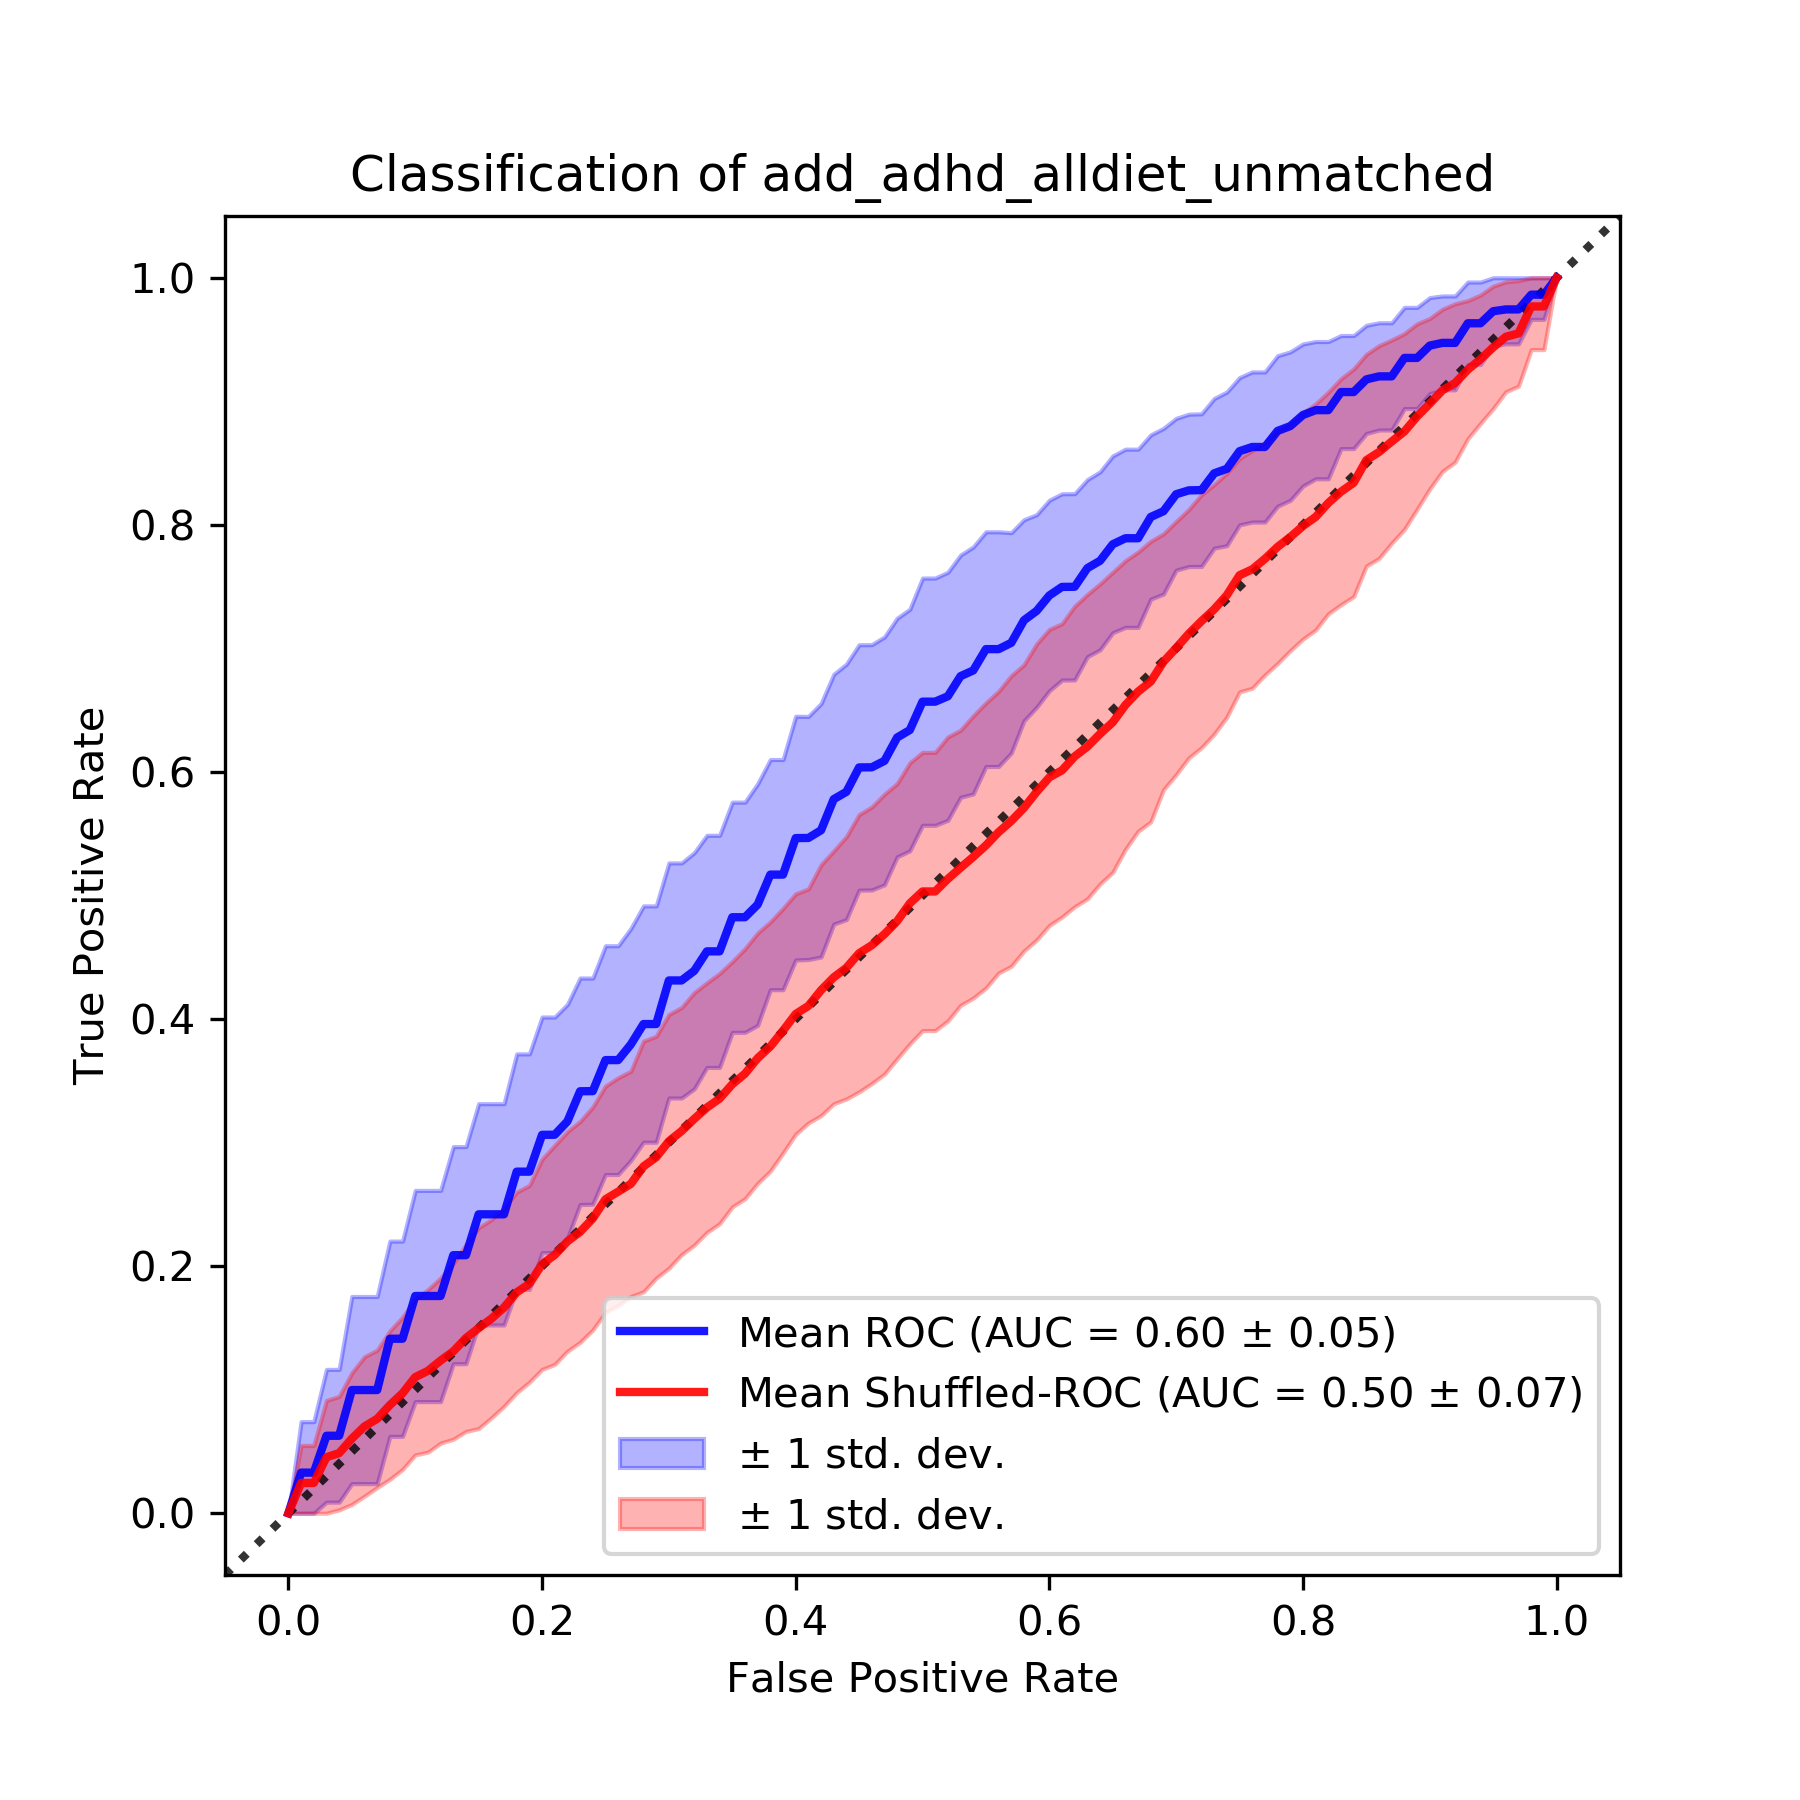 Classification of add_adhd_alldiet_unmatched
True Positive Rate
1.0
0.8
0.6
0.4
0.2
0.0
Mean ROC (AUC = 0.60 ± 0.05)
Mean Shuffled-ROC (AUC = 0.50 ± 0.07)
± 1 std. dev.
± 1 std. dev.
0.0 0.2 0.4 0.6 0.8 1.0
False Positive Rate